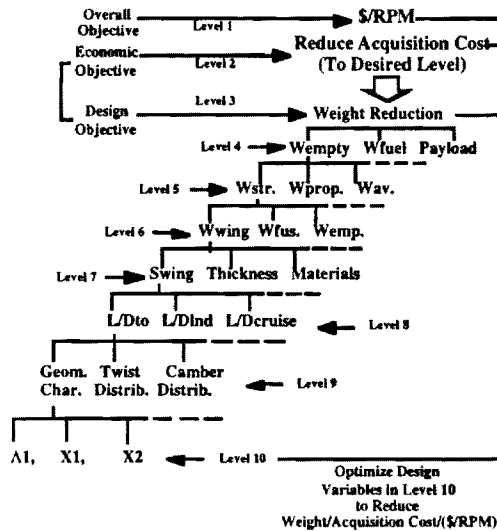 Overall Objective Level 1 $/RPM
Economic Objective Level 2 Reduce Acquisition Cost
(To Desired Level)
Design Objective Level 3 Weight Reduction
Level 4 Wempty Wfuel Payload
Level 5 Wstr. Wprop. Wav.
Level 6 Wwing Wfus. Wemp.
Level 7 Swing Thickness Materials
L/Dto L/Dlnd L/Dcruise Level 8
Geom. Char. Twist Distrib. Camber Distrib. Level 9
Λ1, X1, X2 Level 10
Optimize Design
Variables in Level 10
to Reduce
Weight/Acquisition Cost/($/RPM)